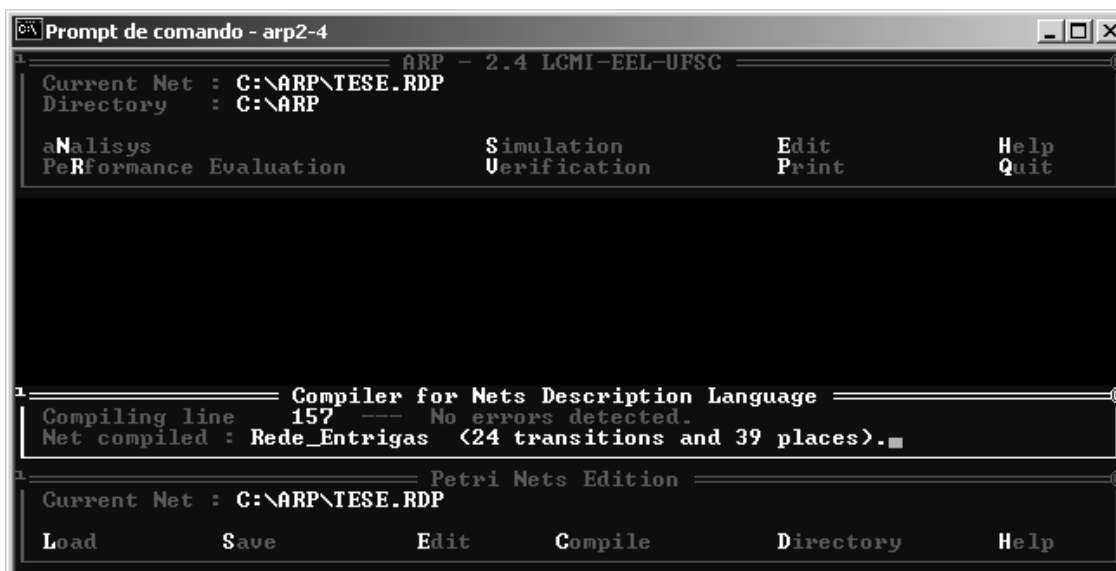 Prompt de comando - arp2-4
ARP - 2.4 LCMI-EEL-UFSC
Current Net : C:\ARP\TESE.RDP
Directory : C:\ARP
aNalisys Simulation Edit Help
PeRformance Evaluation Verification Print Quit
Compiler for Nets Description Language
Compiling line 157 --- No errors detected.
Net compiled : Rede_Entrigas (24 transitions and 39 places).
Petri Nets Edition
Current Net : C:\ARP\TESE.RDP
Load Save Edit Compile Directory Help